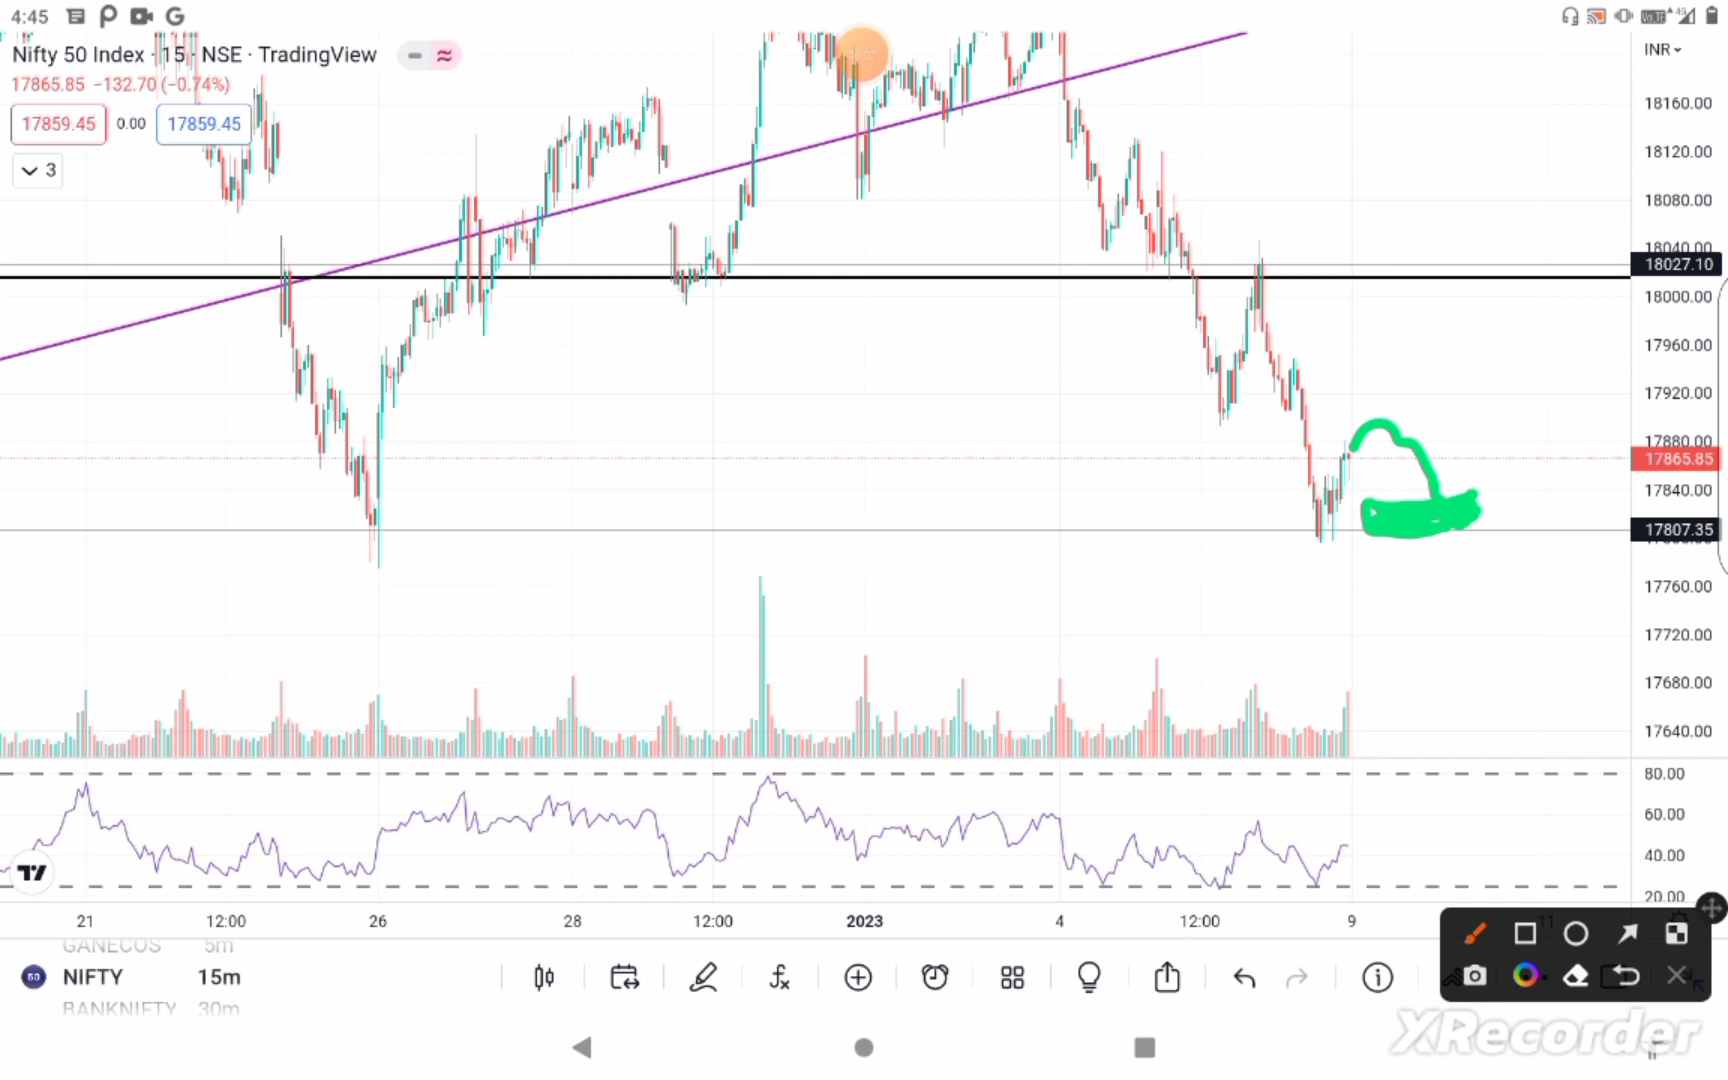 4:45
Nifty 50 Index · 15 · NSE · TradingView
INR
17865.85 −132.70 (−0.74%)
17859.45 0.00 17859.45
3
18160.00
18120.00
18080.00
18040.00
18027.10
18000.00
17960.00
17920.00
17880.00
17865.85
17840.00
17807.35
17760.00
17720.00
17680.00
17640.00
80.00
60.00
40.00
20.00
21 12:00 26 28 12:00 2023 4 12:00 9 11
GANECOS 5m
50 NIFTY 15m
BANKNIFTY 30m
XRecorder